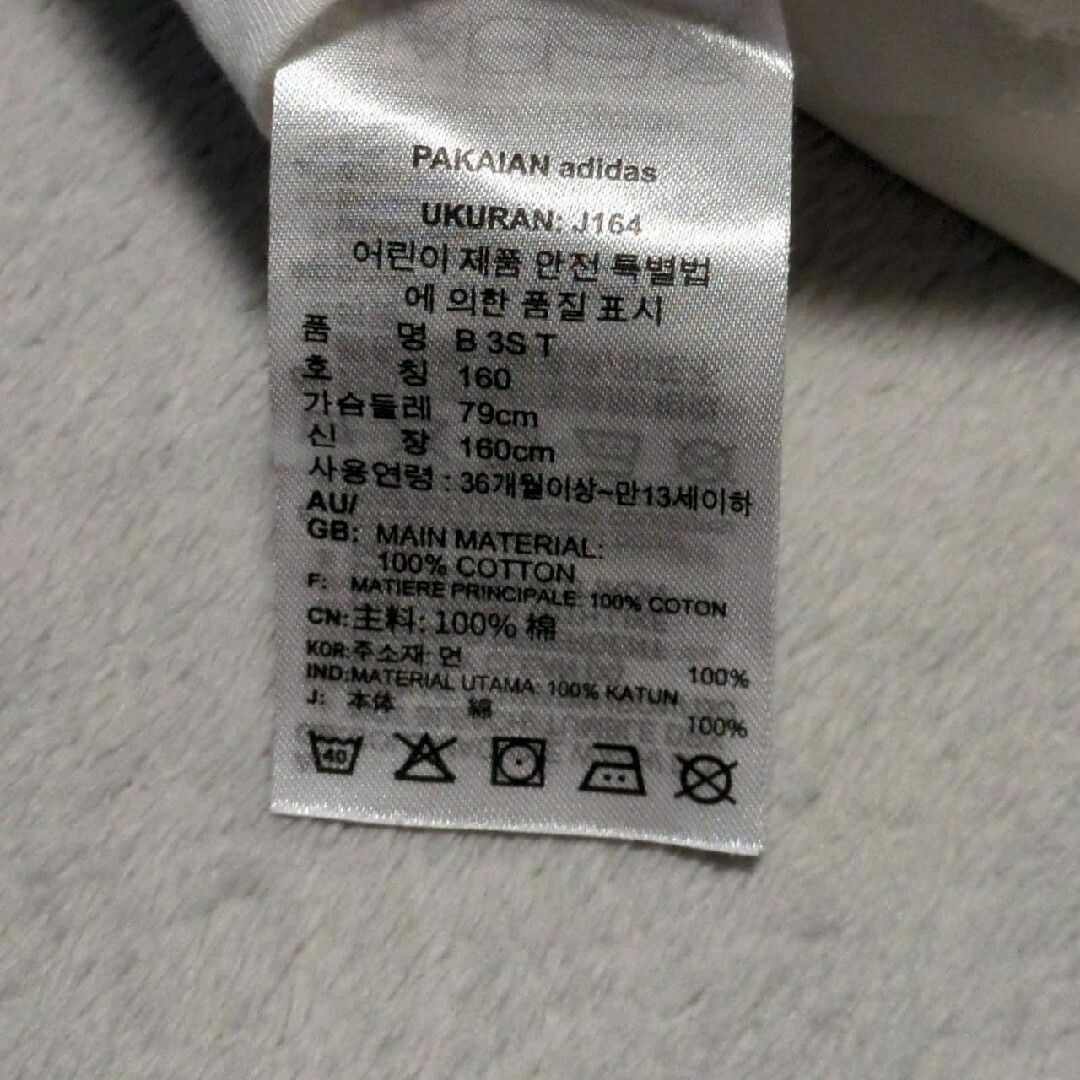 PAKAIAN adidas
UKURAN: J164
어린이 제품 안전 특별법
에 의한 품질 표시
품 명 B 3S T
호 칭 160
가슴둘레 79cm
신 장 160cm
사용연령 : 36개월이상~만13세이하
AU/
GB: MAIN MATERIAL:
100% COTTON
F: MATIERE PRINCIPALE: 100% COTON
CN:主料: 100% 棉
KOR:주소재: 면 100%
IND:MATERIAL UTAMA: 100% KATUN
J: 本体 綿 100%
40